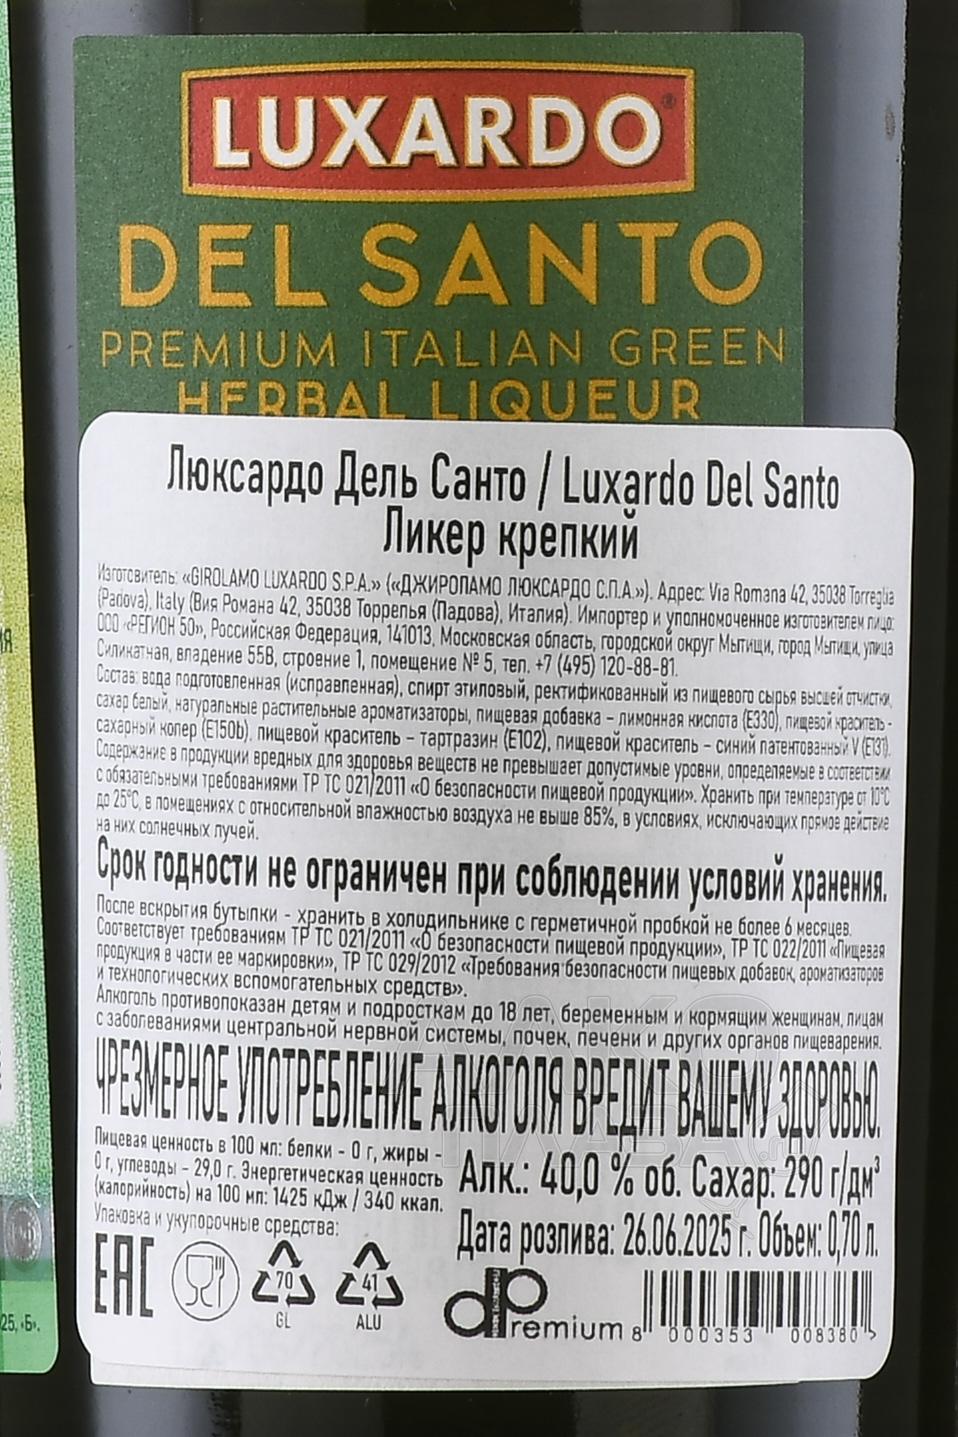 LUXARDO®
DEL SANTO
PREMIUM ITALIAN GREEN
HERBAL LIQUEUR
Люксардо Дель Санто / Luxardo Del Santo
Ликер крепкий
Изготовитель: «GIROLAMO LUXARDO S.P.A.» («ДЖИРОЛАМО ЛЮКСАРДО С.П.А.»). Адрес: Via Romana 42, 35038 Torreglia
(Padova), Italy (Вия Романа 42, 35038 Торрелья (Падова), Италия). Импортер и уполномоченное изготовителем лицо:
ООО «РЕГИОН 50», Российская Федерация, 141013, Московская область, городской округ Мытищи, город Мытищи, улица
Силикатная, владение 55В, строение 1, помещение № 5, тел. +7 (495) 120-88-81.
Состав: вода подготовленная (исправленная), спирт этиловый, ректификованный из пищевого сырья высшей отчистки,
сахар белый, натуральные растительные ароматизаторы, пищевая добавка – лимонная кислота (Е330), пищевой краситель -
сахарный колер (Е150b), пищевой краситель – тартразин (Е102), пищевой краситель – синий патентованный V (Е131).
Содержание в продукции вредных для здоровья веществ не превышает допустимые уровни, определяемые в соответствии
с обязательными требованиями ТР ТС 021/2011 «О безопасности пищевой продукции». Хранить при температуре от 10°С
до 25°С, в помещениях с относительной влажностью воздуха не выше 85%, в условиях, исключающих прямое действие
на них солнечных лучей.
Срок годности не ограничен при соблюдении условий хранения.
После вскрытия бутылки - хранить в холодильнике с герметичной пробкой не более 6 месяцев.
Соответствует требованиям ТР ТС 021/2011 «О безопасности пищевой продукции», ТР ТС 022/2011 «Пищевая
продукция в части ее маркировки», ТР ТС 029/2012 «Требования безопасности пищевых добавок, ароматизаторов
и технологических вспомогательных средств».
Алкоголь противопоказан детям и подросткам до 18 лет, беременным и кормящим женщинам, лицам
с заболеваниями центральной нервной системы, почек, печени и других органов пищеварения.
ЧРЕЗМЕРНОЕ УПОТРЕБЛЕНИЕ АЛКОГОЛЯ ВРЕДИТ ВАШЕМУ ЗДОРОВЬЮ.
Пищевая ценность в 100 мл: белки - 0 г, жиры -
0 г, углеводы - 29,0 г. Энергетическая ценность
(калорийность) на 100 мл: 1425 кДж / 340 ккал.
Упаковка и укупорочные средства:
Алк.: 40,0 % об. Сахар: 290 г/дм³
Дата розлива: 26.06.2025 г. Объем: 0,70 л.
EAC
70
GL
41
ALU
dPremium
8 000353 008380 >
25, «Б».